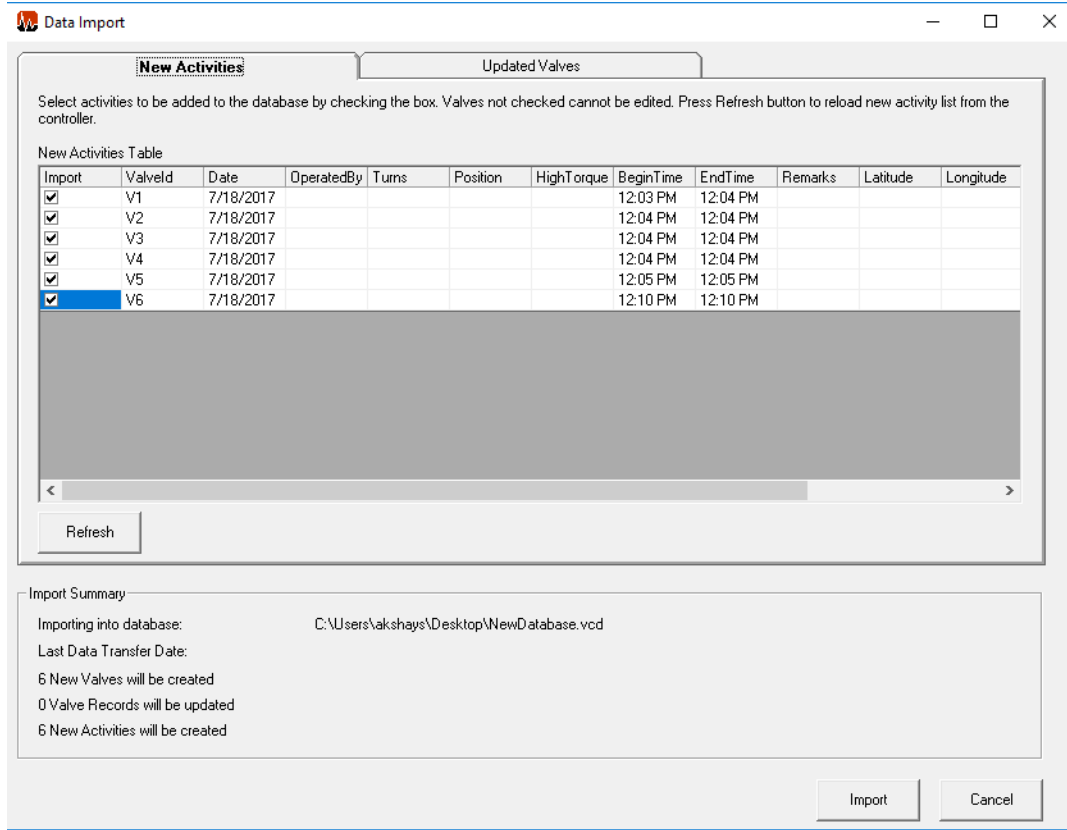 Data Import
New Activities Updated Valves
Select activities to be added to the database by checking the box. Valves not checked cannot be edited. Press Refresh button to reload new activity list from the
controller.
New Activities Table
Import ValveId Date OperatedBy Turns Position HighTorque BeginTime EndTime Remarks Latitude Longitude
V1 7/18/2017 12:03 PM 12:04 PM
V2 7/18/2017 12:04 PM 12:04 PM
V3 7/18/2017 12:04 PM 12:04 PM
V4 7/18/2017 12:04 PM 12:04 PM
V5 7/18/2017 12:05 PM 12:05 PM
V6 7/18/2017 12:10 PM 12:10 PM
Refresh
Import Summary
Importing into database: C:\Users\akshays\Desktop\NewDatabase.vcd
Last Data Transfer Date:
6 New Valves will be created
0 Valve Records will be updated
6 New Activities will be created
Import Cancel